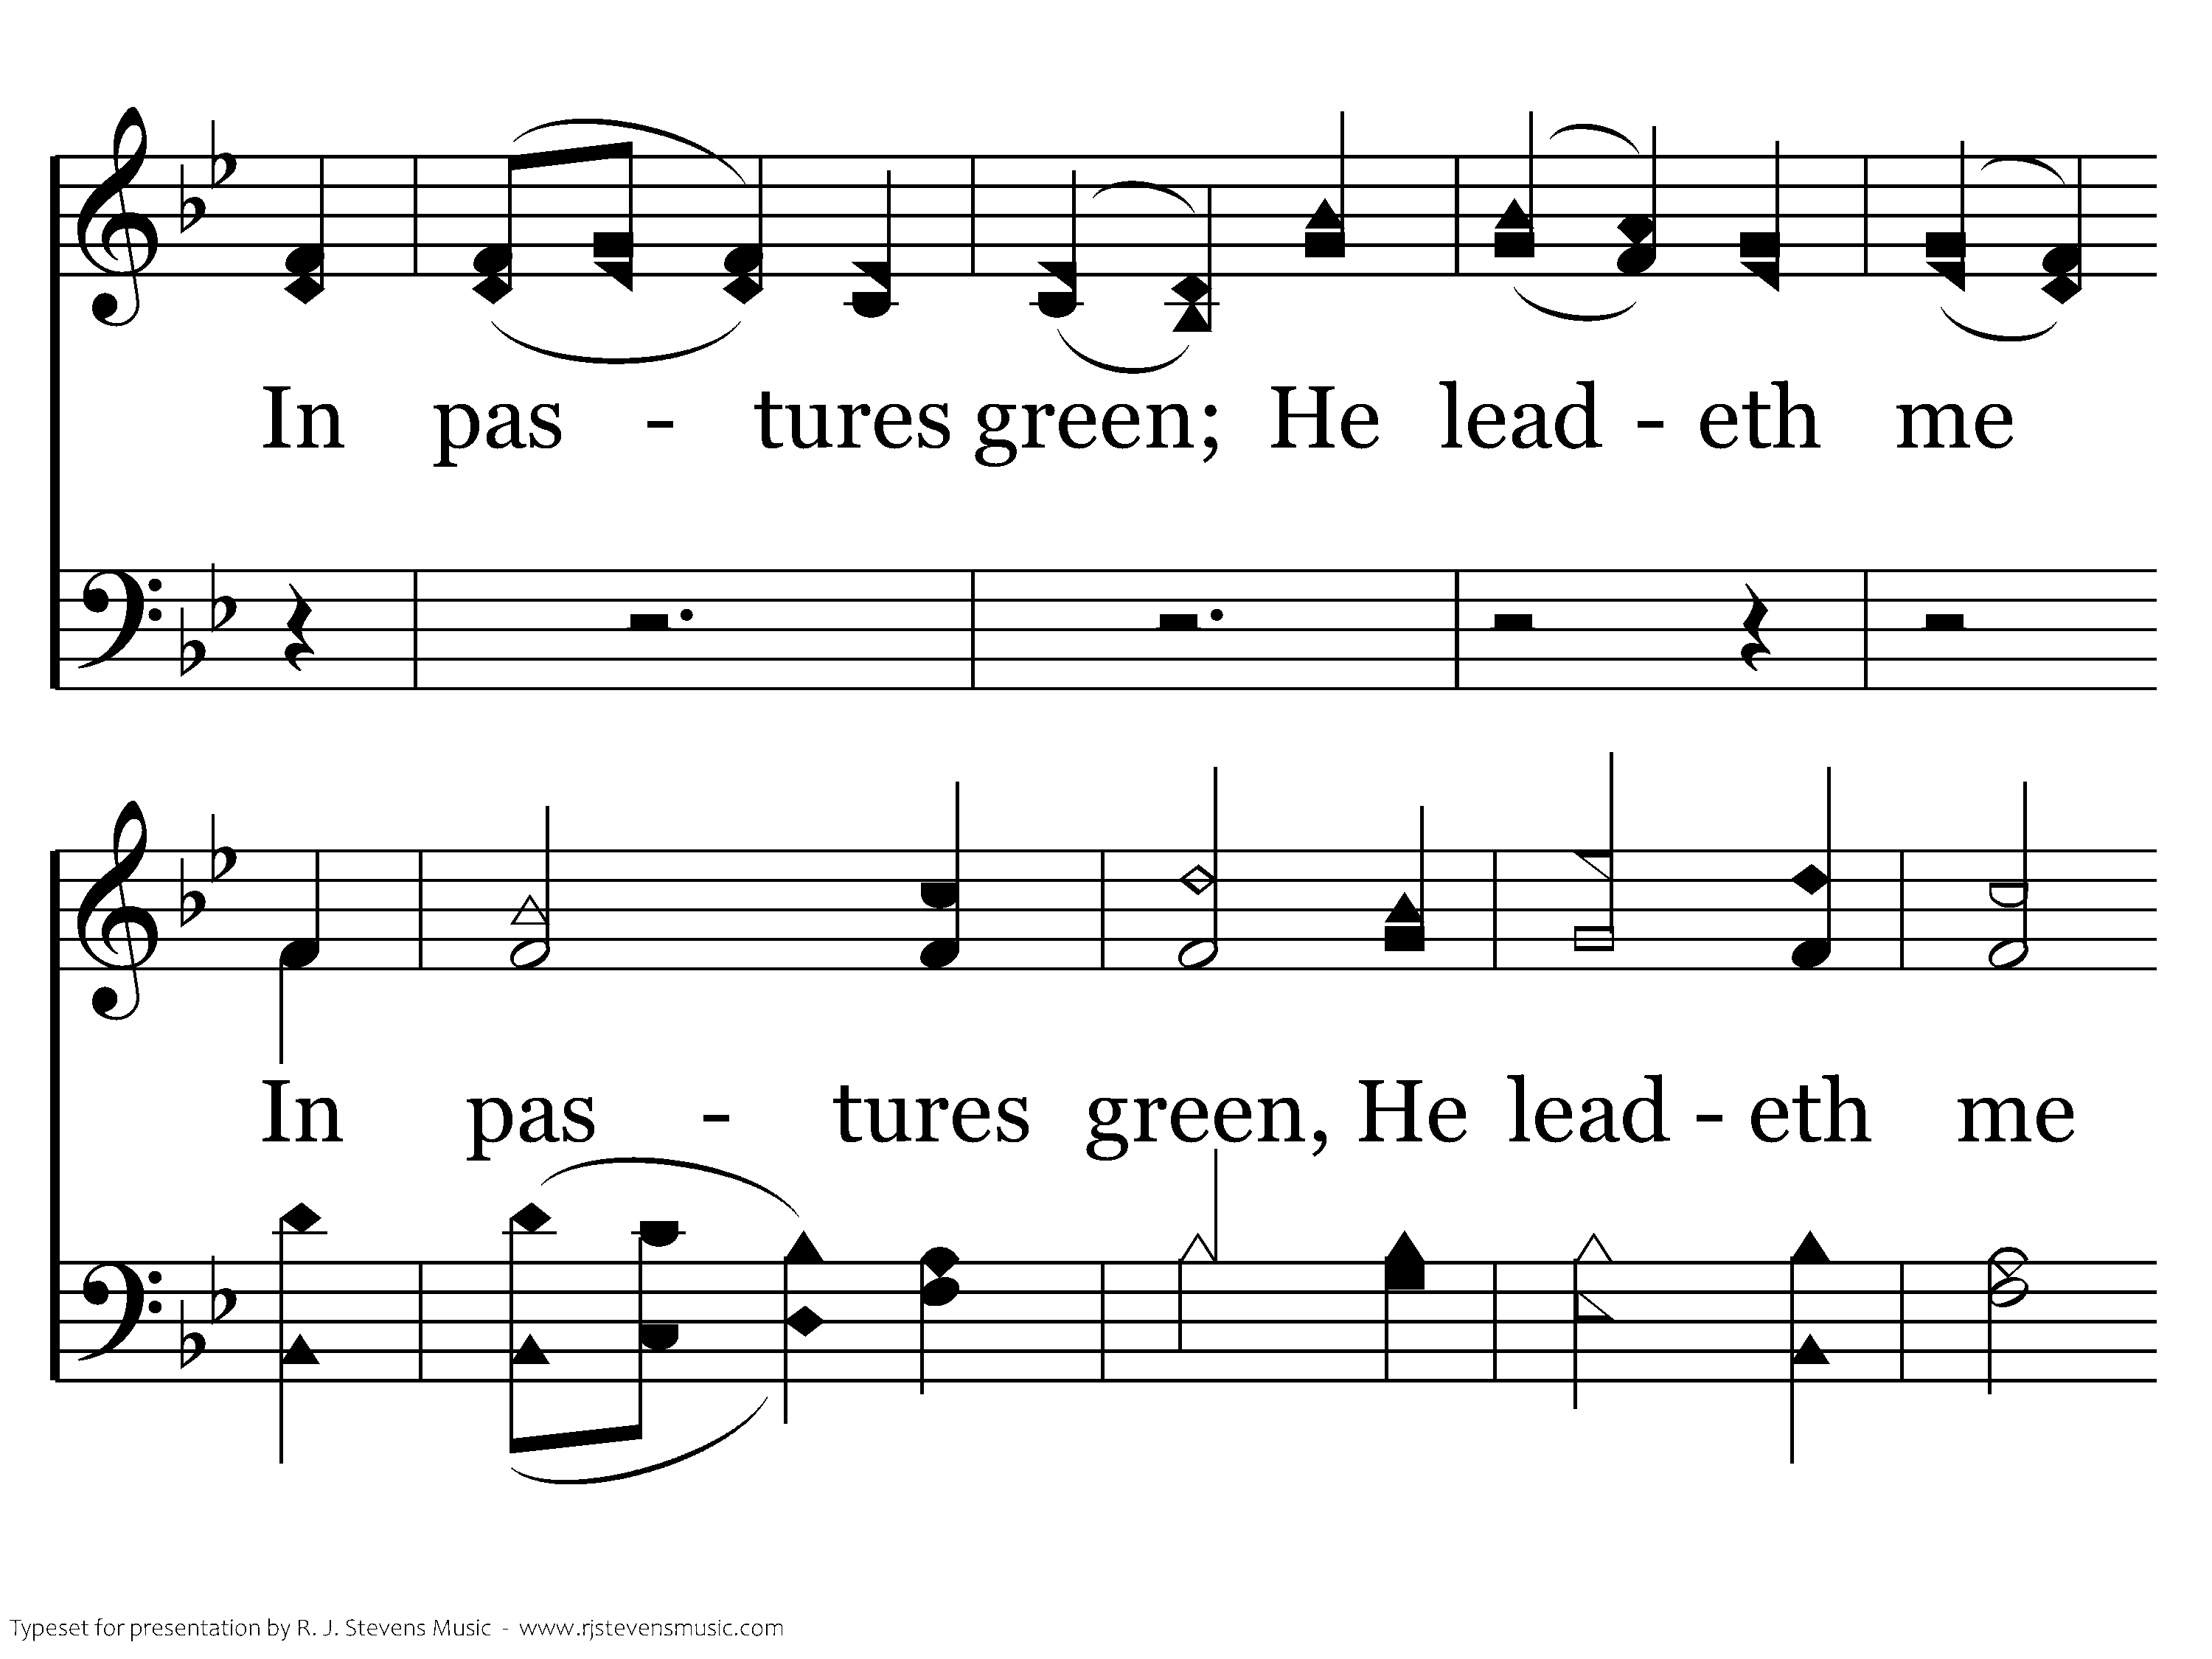 In pas - tures green; He lead - eth me
In pas - tures green, He lead - eth me
Typeset for presentation by R. J. Stevens Music - www.rjstevensmusic.com